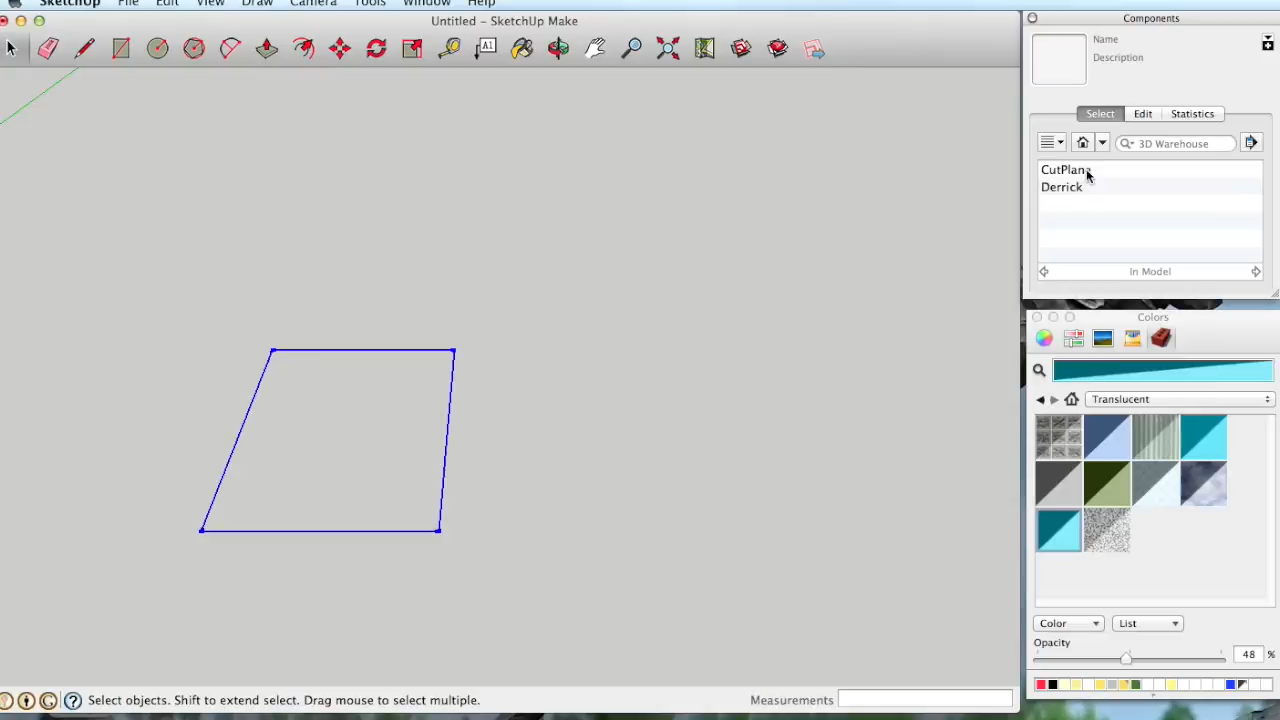 SketchUp File Edit View Draw Camera Tools Window Help
Untitled – SketchUp Make
A1
Components
Name
Description
Select Edit Statistics
3D Warehouse
CutPlane
Derrick
In Model
Colors
Translucent
Color List
Opacity
48 %
Select objects. Shift to extend select. Drag mouse to select multiple.
Measurements